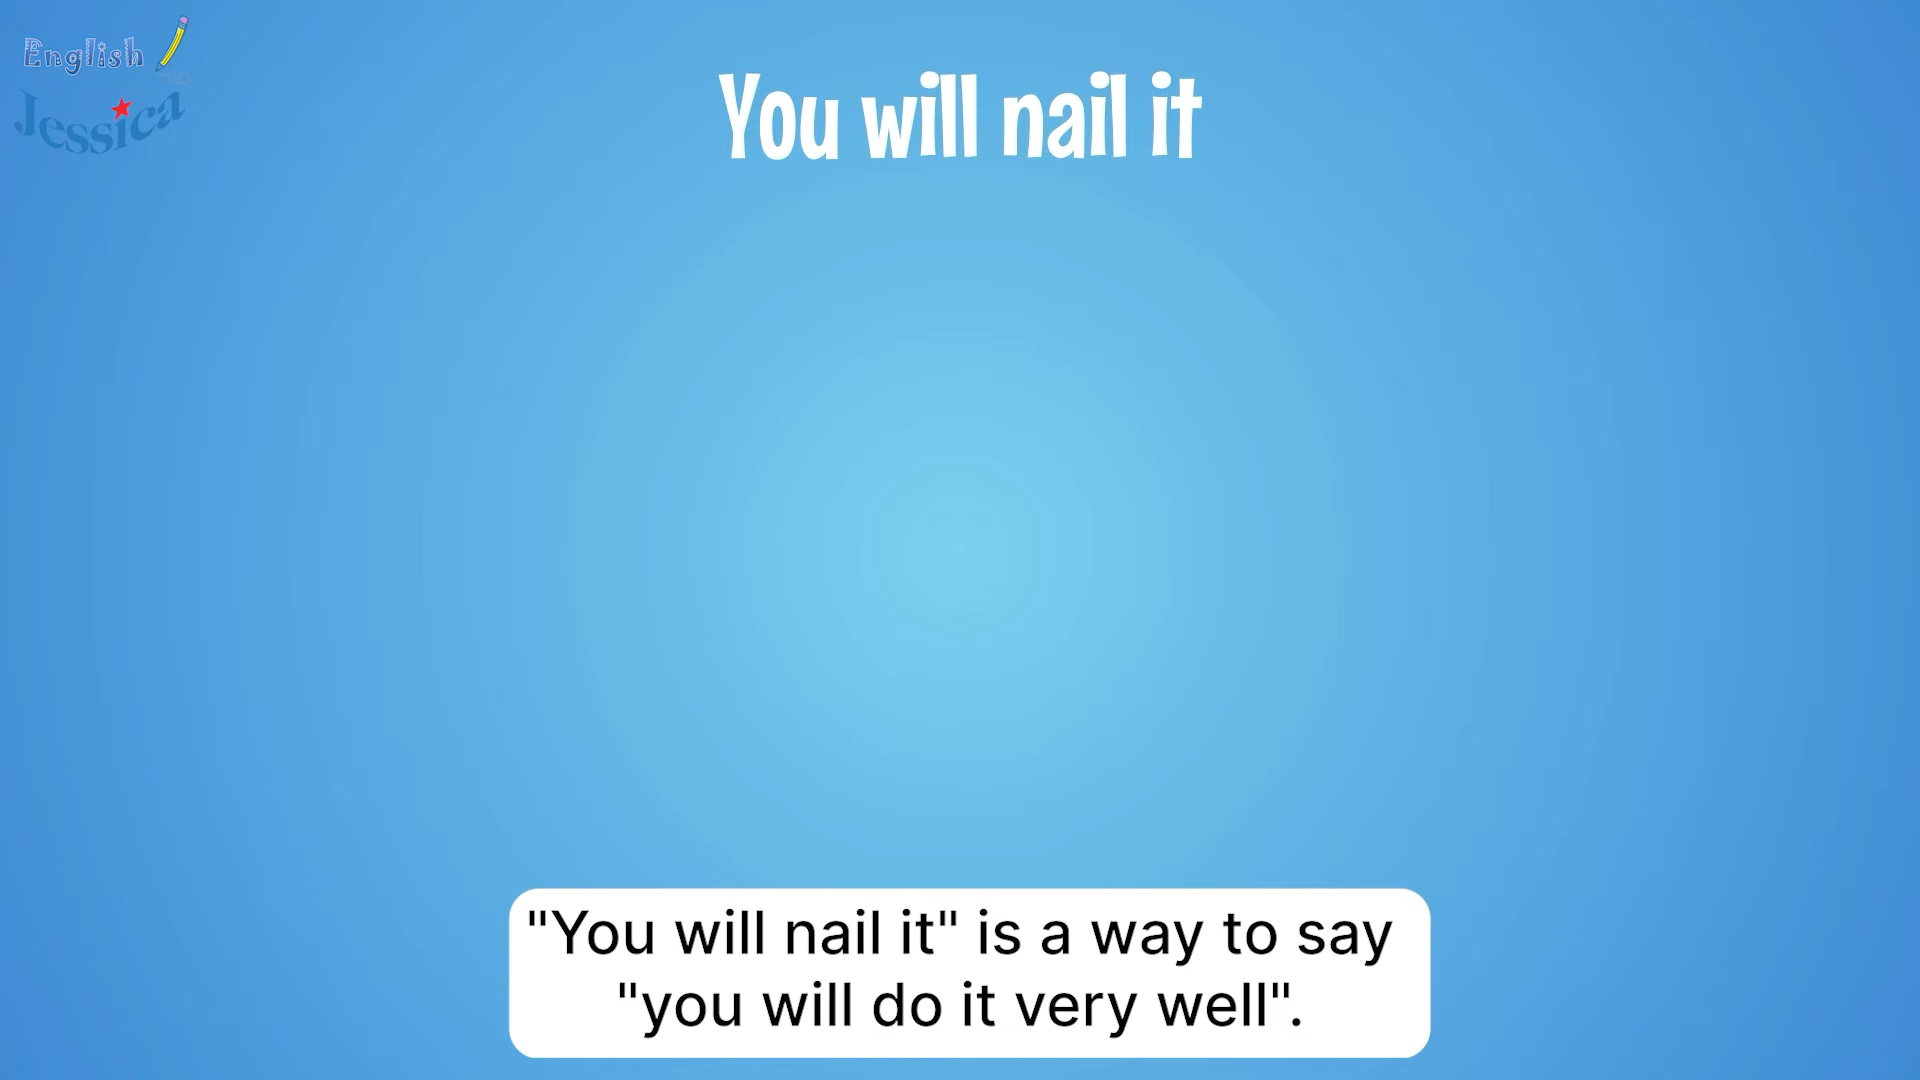 English
Jessica
You will nail it
"You will nail it" is a way to say
"you will do it very well".